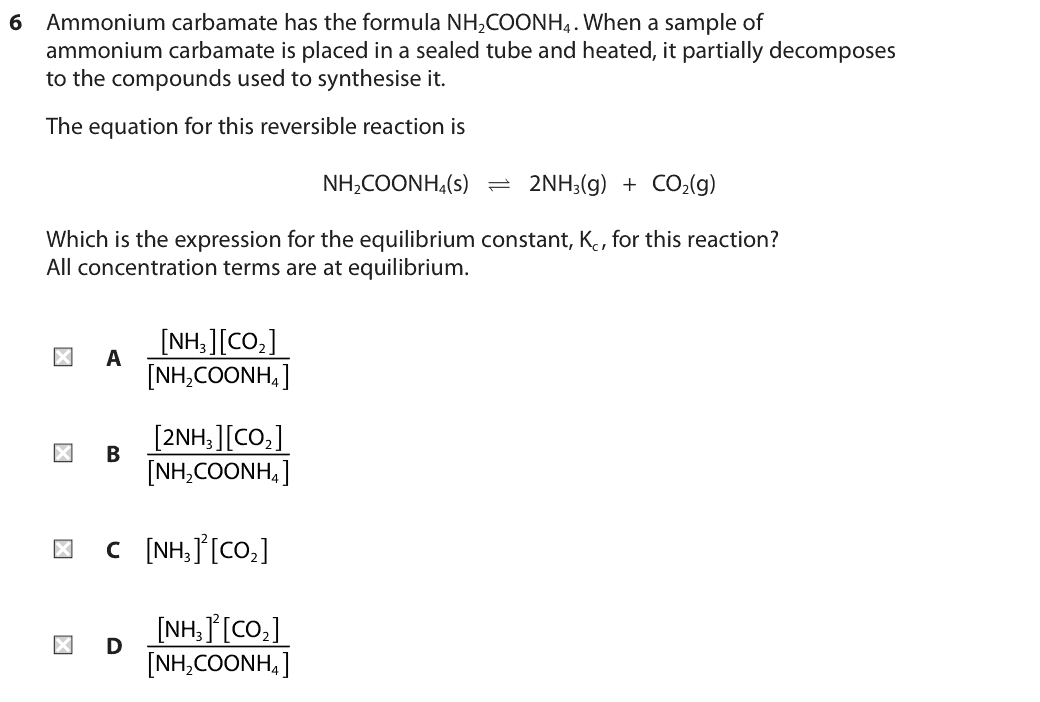 6 Ammonium carbamate has the formula NH₂COONH₄. When a sample of
ammonium carbamate is placed in a sealed tube and heated, it partially decomposes
to the compounds used to synthesise it.
The equation for this reversible reaction is
NH₂COONH₄(s) ⇌ 2NH₃(g) + CO₂(g)
Which is the expression for the equilibrium constant, K꜀, for this reaction?
All concentration terms are at equilibrium.
A
[NH₃][CO₂]
[NH₂COONH₄]
B
[2NH₃][CO₂]
[NH₂COONH₄]
C [NH₃]²[CO₂]
D
[NH₃]²[CO₂]
[NH₂COONH₄]